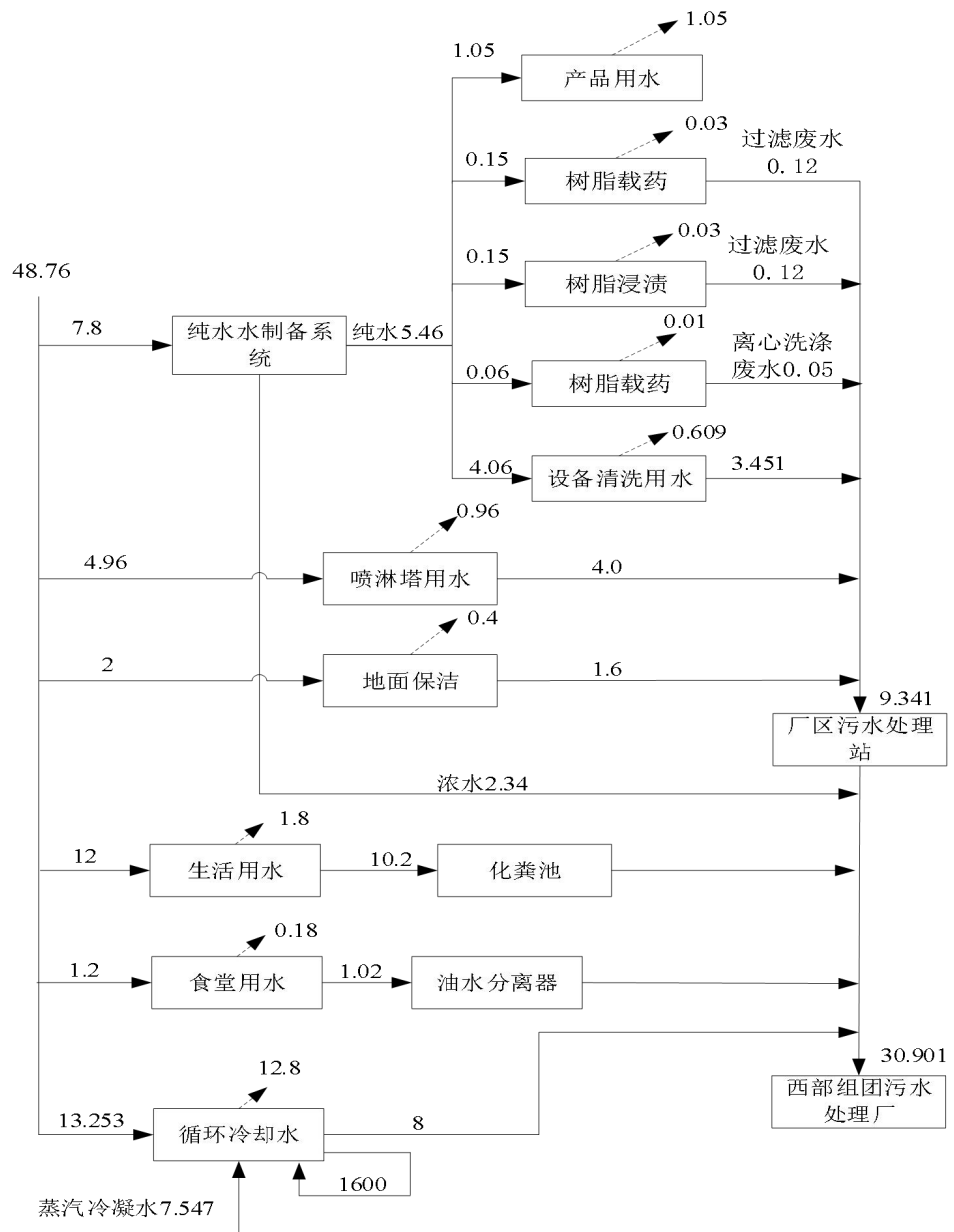 1.05
1.05
产品用水
0.03
0.15
树脂载药
过滤废水
0.12
0.03
0.15
树脂浸渍
过滤废水
0.12
48.76
7.8
纯水水制备系
统
纯水5.46
0.01
0.06
树脂载药
离心洗涤
废水0.05
0.609
4.06
设备清洗用水
3.451
0.96
4.96
喷淋塔用水
4.0
0.4
2
地面保洁
1.6
9.341
厂区污水处理
站
浓水2.34
1.8
12
生活用水
10.2
化粪池
0.18
1.2
食堂用水
1.02
油水分离器
30.901
西部组团污水
处理厂
12.8
13.253
循环冷却水
8
1600
蒸汽冷凝水7.547